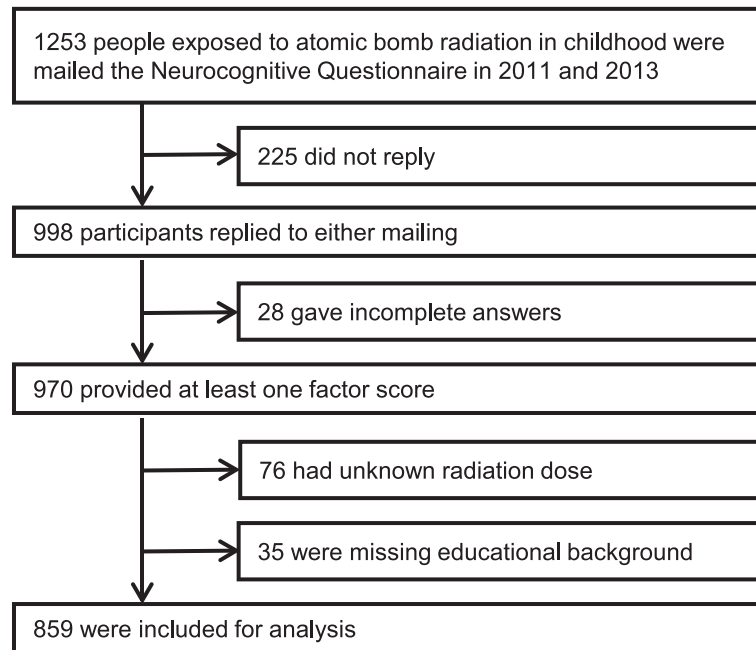 1253 people exposed to atomic bomb radiation in childhood were
mailed the Neurocognitive Questionnaire in 2011 and 2013
225 did not reply
998 participants replied to either mailing
28 gave incomplete answers
970 provided at least one factor score
76 had unknown radiation dose
35 were missing educational background
859 were included for analysis